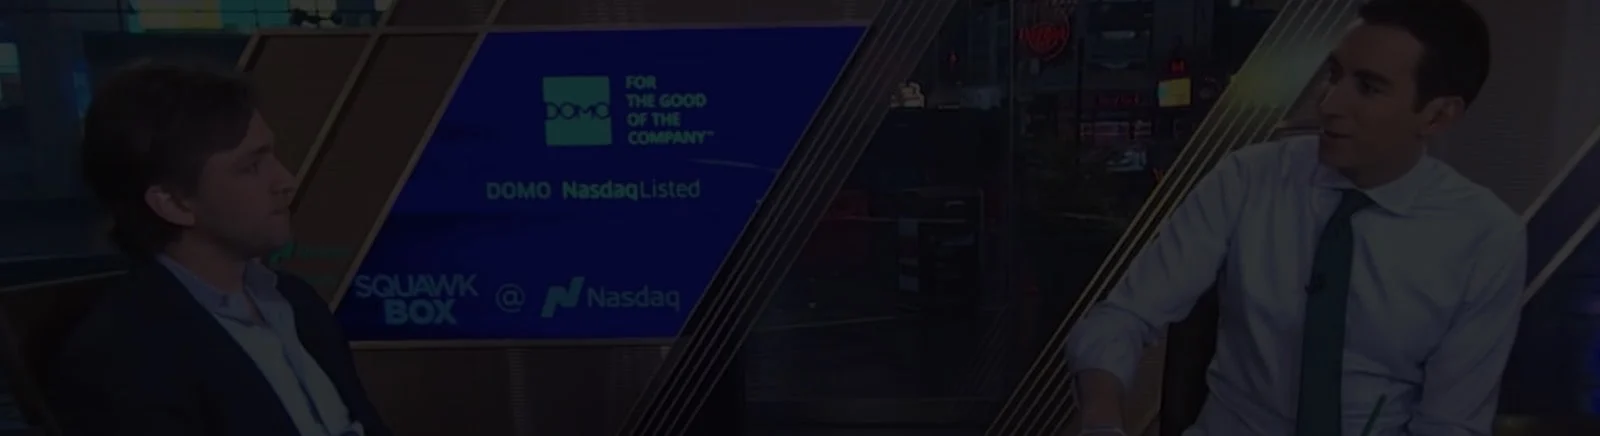 DOMO
FOR
THE GOOD
OF THE
COMPANY™
DOMO NasdaqListed
SQUAWK
BOX
@
Nasdaq